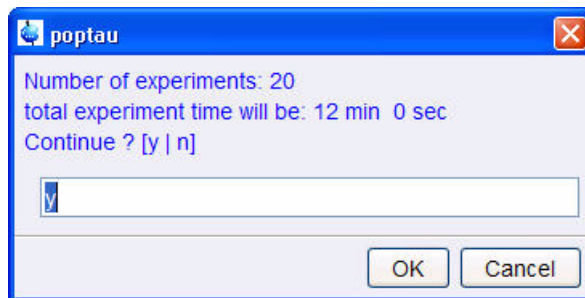 poptau
Number of experiments: 20
total experiment time will be: 12 min 0 sec
Continue ? [y | n]
y
OK Cancel